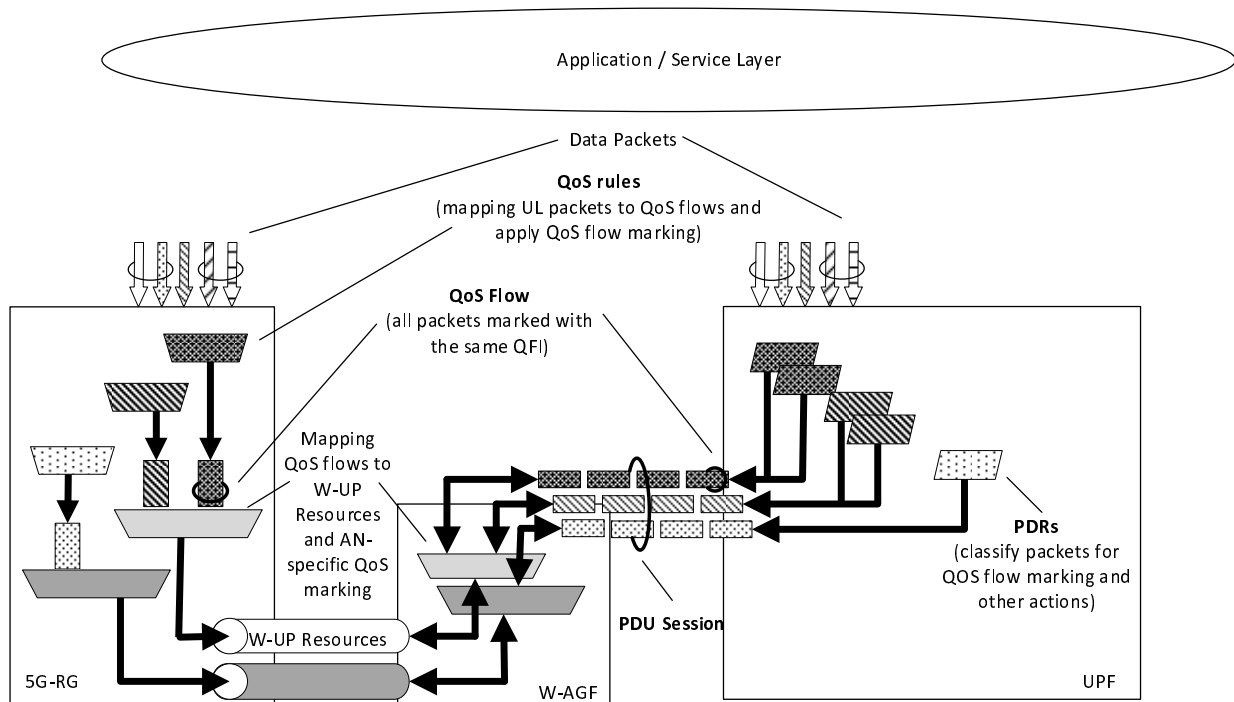 Application / Service Layer
Data Packets
QoS rules
(mapping UL packets to QoS flows and
apply QoS flow marking)
QoS Flow
(all packets marked with
the same QFI)
Mapping
QoS flows to
W-UP
Resources
and AN-
specific QoS
marking
PDRs
(classify packets for
QOS flow marking and
other actions)
PDU Session
W-UP Resources
5G-RG
W-AGF
UPF